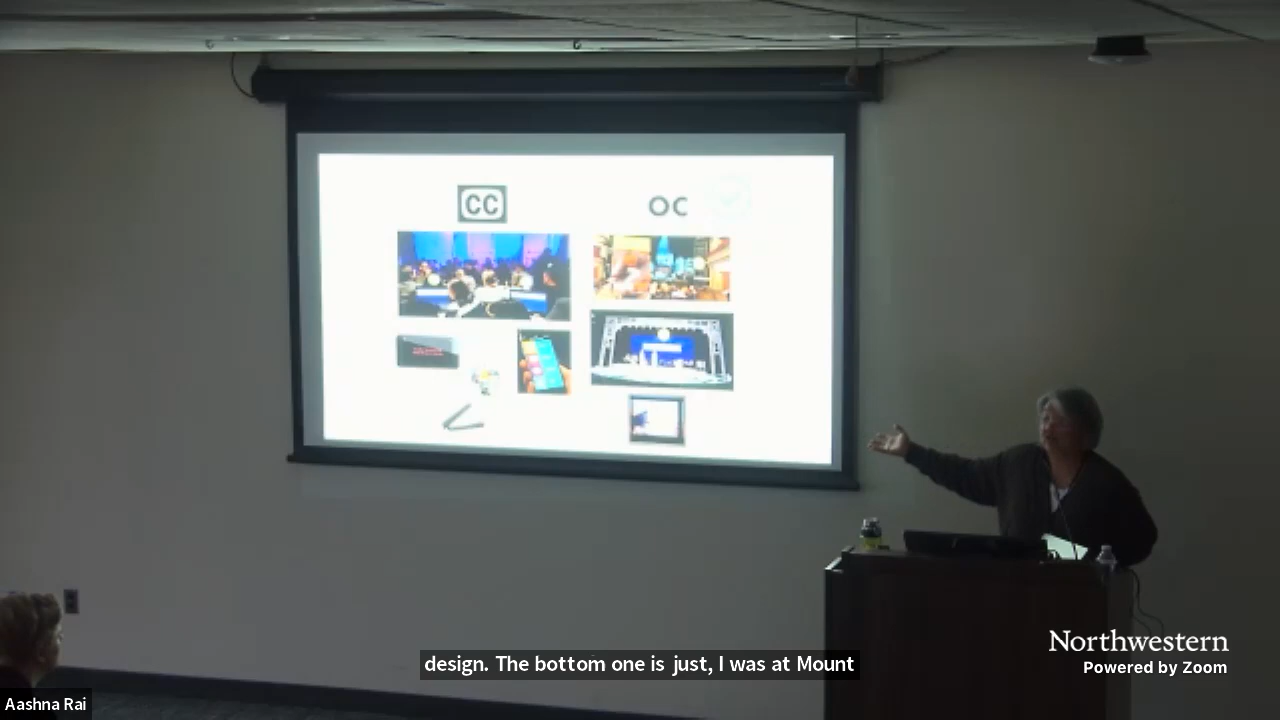 CC
OC
design. The bottom one is just, I was at Mount
Northwestern
Powered by Zoom
Aashna Rai